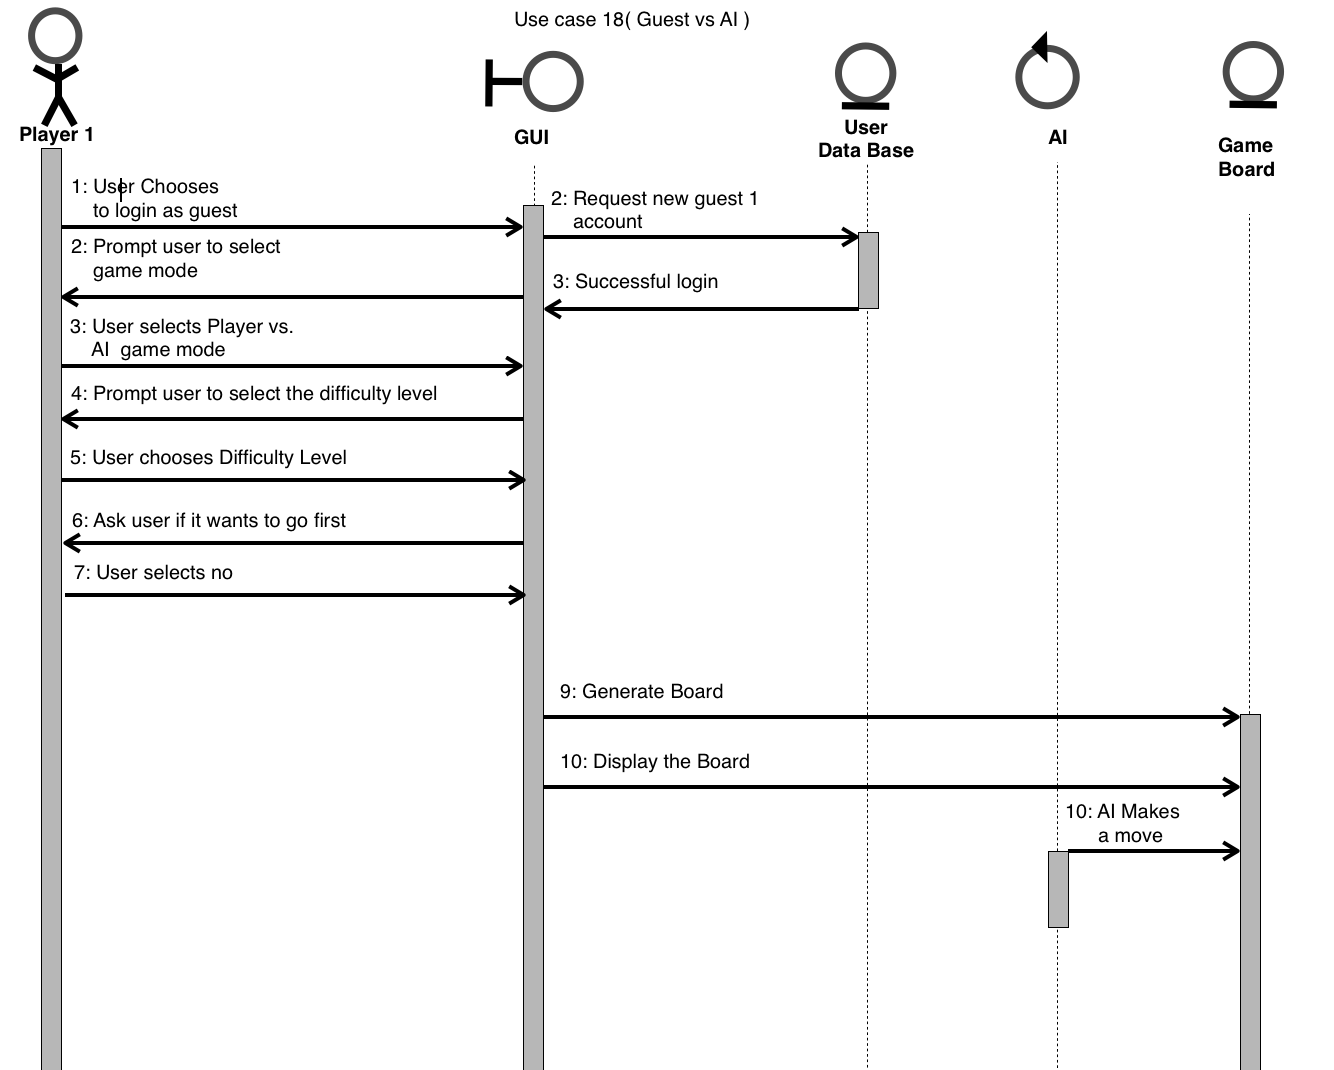 Use case 18( Guest vs AI )
Player 1
GUI
User
Data Base
AI
Game
Board
1: User Chooses
to login as guest
2: Request new guest 1
account
2: Prompt user to select
game mode
3: Successful login
3: User selects Player vs.
AI game mode
4: Prompt user to select the difficulty level
5: User chooses Difficulty Level
6: Ask user if it wants to go first
7: User selects no
9: Generate Board
10: Display the Board
10: AI Makes
a move